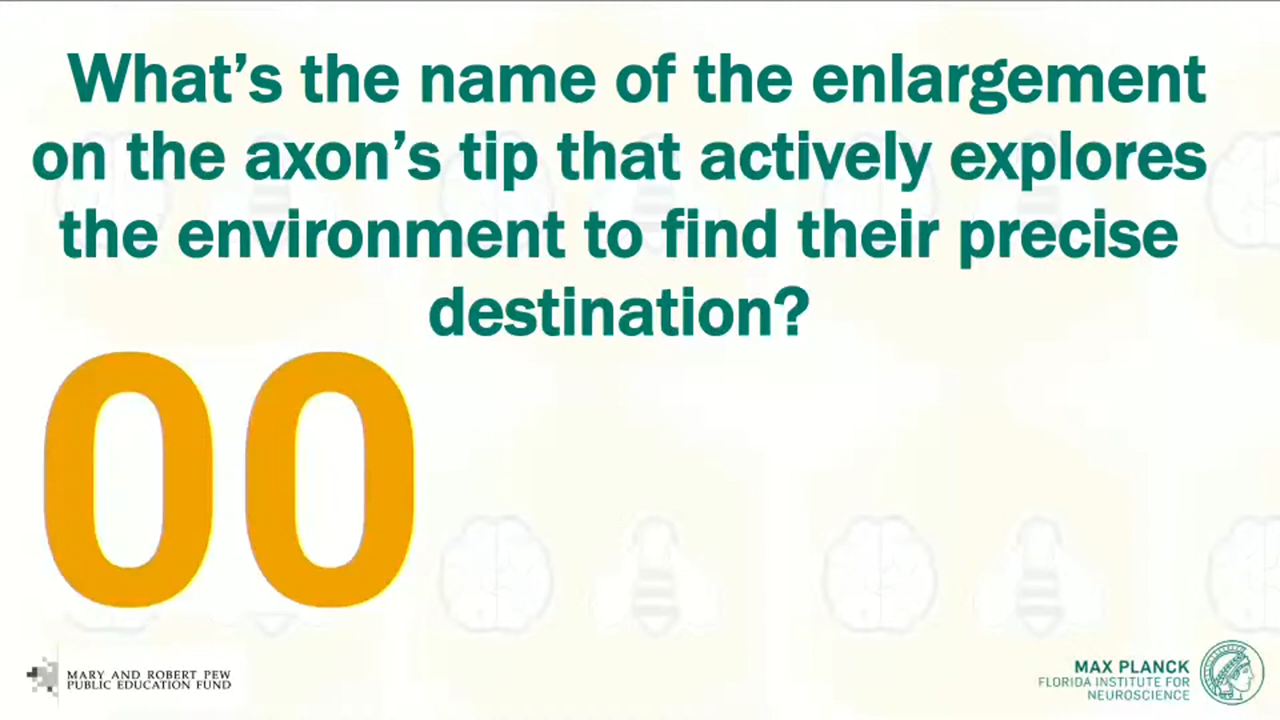 What's the name of the enlargement
on the axon's tip that actively explores
the environment to find their precise
destination?
00
MARY AND ROBERT PEW
PUBLIC EDUCATION FUND
MAX PLANCK
FLORIDA INSTITUTE FOR
NEUROSCIENCE